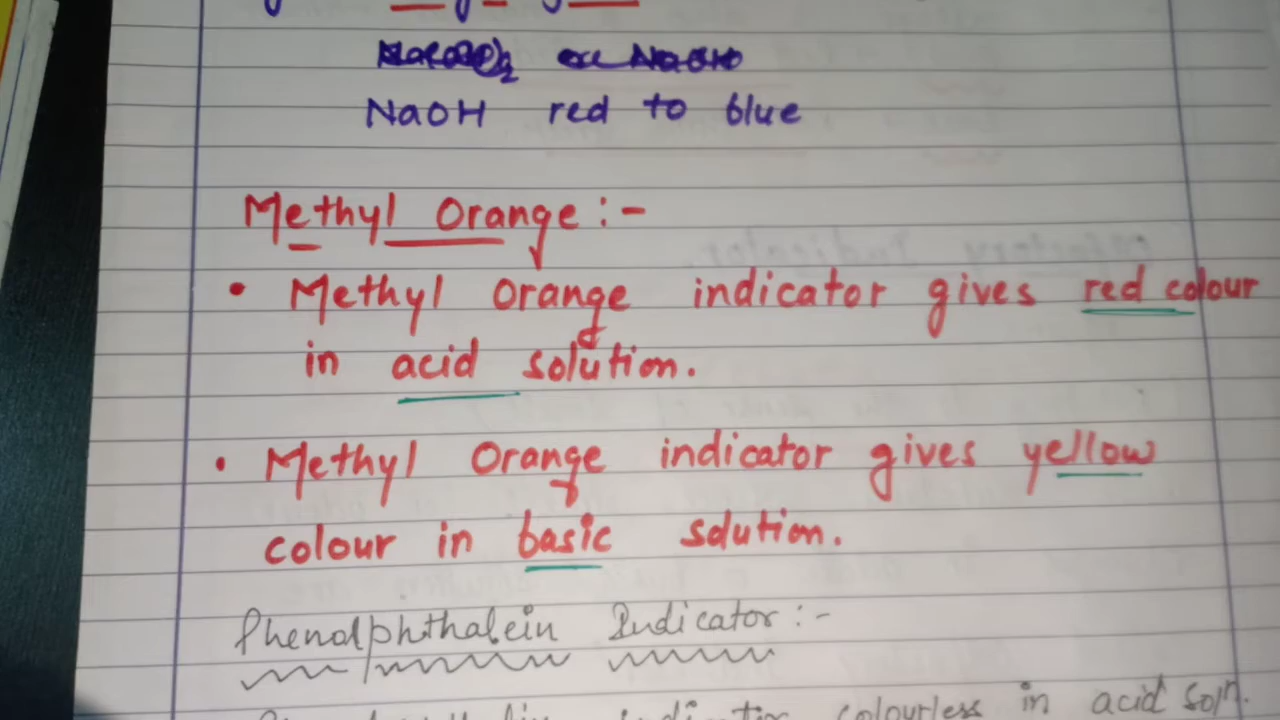 NaOH red to blue
Methyl Orange :-
• Methyl Orange indicator gives red colour
in acid solution.
• Methyl Orange indicator gives yellow
colour in basic solution.
Phenolphthalein Indicator :-
colourless in acid soln.